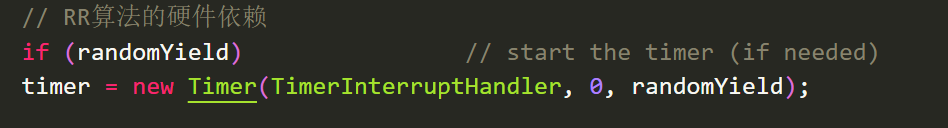 // RR算法的硬件依赖
if (randomYield) // start the timer (if needed)
timer = new Timer(TimerInterruptHandler, 0, randomYield);